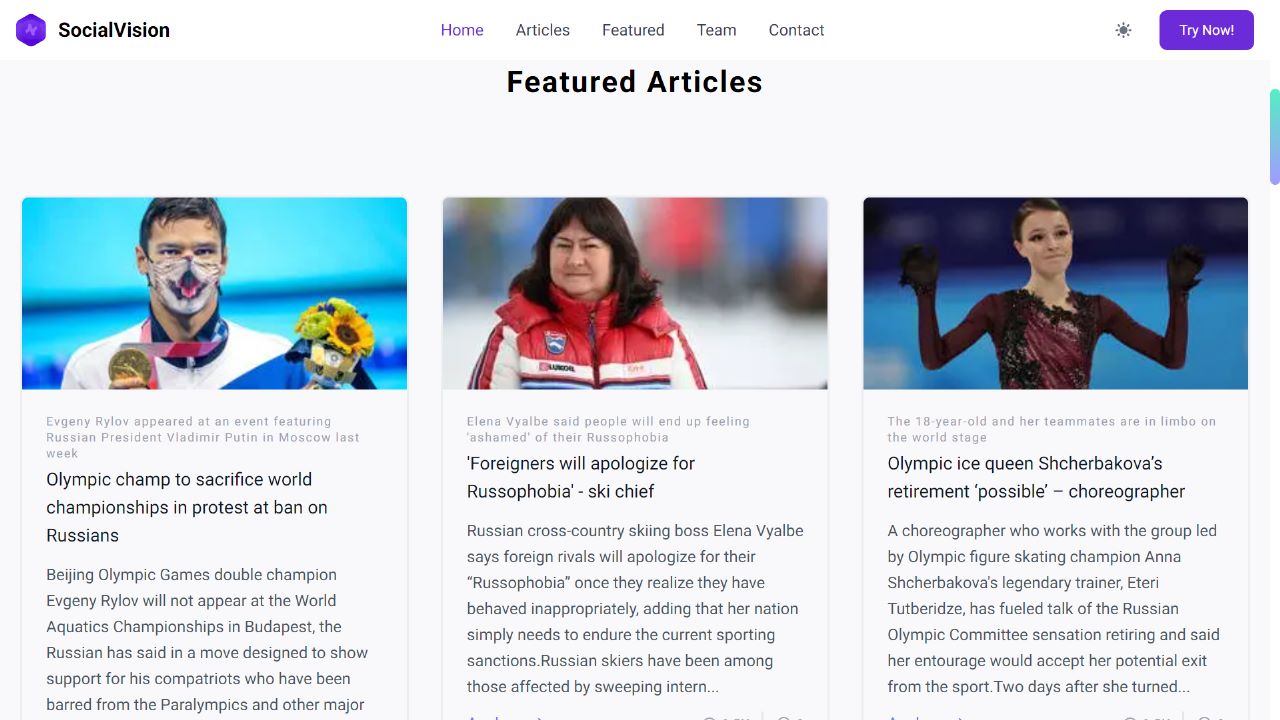 SocialVision
Home Articles Featured Team Contact
Try Now!
Featured Articles
Evgeny Rylov appeared at an event featuring
Russian President Vladimir Putin in Moscow last
week
Olympic champ to sacrifice world
championships in protest at ban on
Russians
Beijing Olympic Games double champion
Evgeny Rylov will not appear at the World
Aquatics Championships in Budapest, the
Russian has said in a move designed to show
support for his compatriots who have been
barred from the Paralympics and other major
Elena Vyalbe said people will end up feeling
'ashamed' of their Russophobia
'Foreigners will apologize for
Russophobia' - ski chief
Russian cross-country skiing boss Elena Vyalbe
says foreign rivals will apologize for their
“Russophobia” once they realize they have
behaved inappropriately, adding that her nation
simply needs to endure the current sporting
sanctions.Russian skiers have been among
those affected by sweeping intern...
The 18-year-old and her teammates are in limbo on
the world stage
Olympic ice queen Shcherbakova’s
retirement ‘possible’ – choreographer
A choreographer who works with the group led
by Olympic figure skating champion Anna
Shcherbakova's legendary trainer, Eteri
Tutberidze, has fueled talk of the Russian
Olympic Committee sensation retiring and said
her entourage would accept her potential exit
from the sport.Two days after she turned...